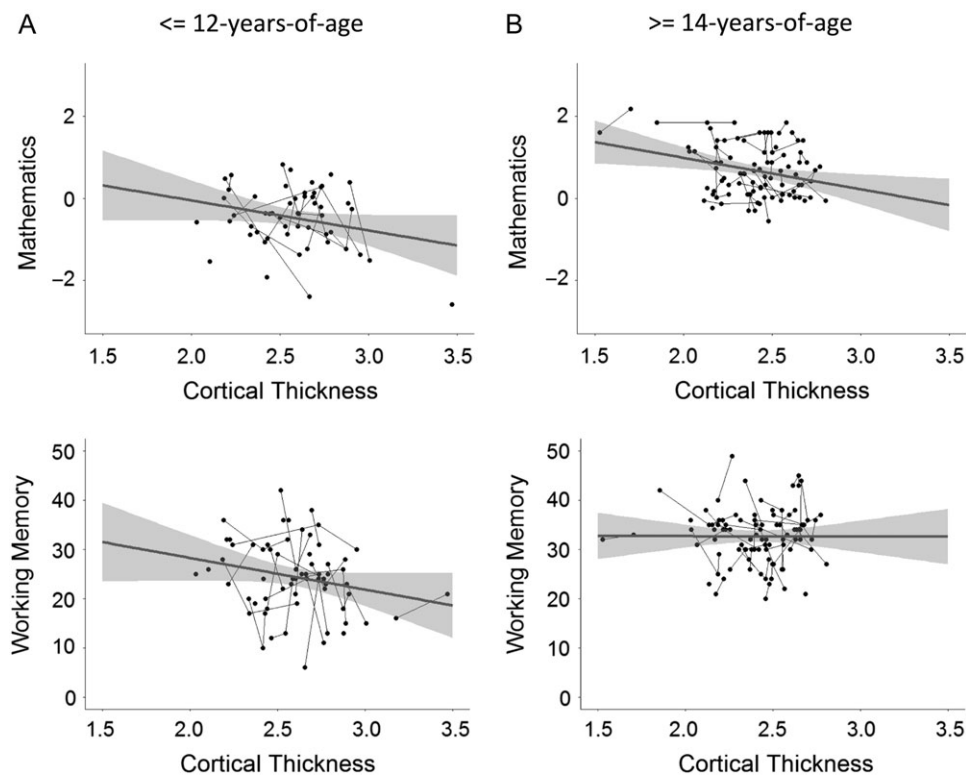 A <= 12-years-of-age
B >= 14-years-of-age
Mathematics
2
0
−2
1.5 2.0 2.5 3.0 3.5
Cortical Thickness
Mathematics
2
0
−2
1.5 2.0 2.5 3.0 3.5
Cortical Thickness
Working Memory
50
40
30
20
10
0
1.5 2.0 2.5 3.0 3.5
Cortical Thickness
Working Memory
50
40
30
20
10
0
1.5 2.0 2.5 3.0 3.5
Cortical Thickness